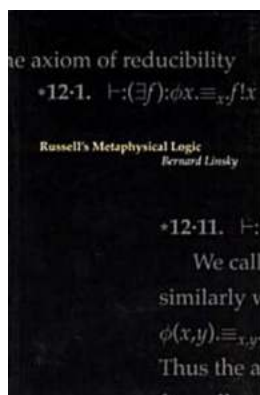 he axiom of reducibility
*12·1. ⊢:(∃f):ϕx.≡ₓ.f!x
Russell's Metaphysical Logic
Bernard Linsky
*12·11. ⊢:
We call
similarly
ϕ(x,y).≡ₓ,ᵧ.
Thus the a